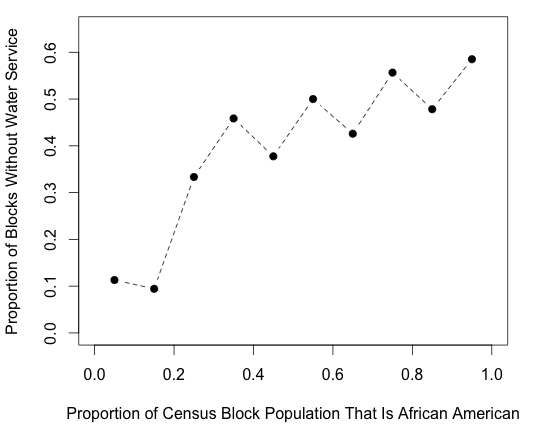 Proportion of Blocks Without Water Service
0.6
0.5
0.4
0.3
0.2
0.1
0.0
0.0 0.2 0.4 0.6 0.8 1.0
Proportion of Census Block Population That Is African American